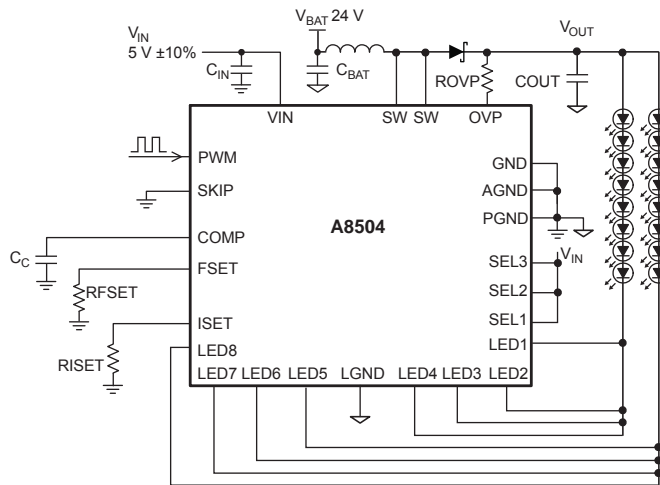 V_BAT 24 V
V_IN
5 V ±10%
C_IN
C_BAT
V_OUT
ROVP
COUT
VIN
SW SW
OVP
PWM
SKIP
COMP
FSET
ISET
LED8
C_C
RFSET
RISET
A8504
GND
AGND
PGND
V_IN
SEL3
SEL2
SEL1
LED1
LED7 LED6 LED5 LGND LED4 LED3 LED2